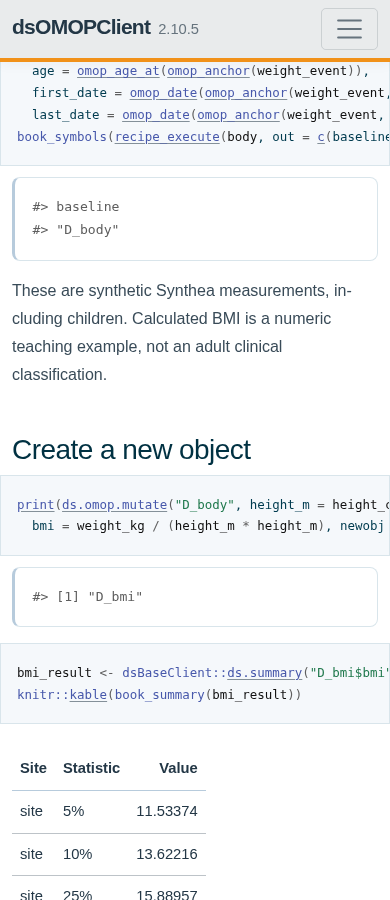 dsOMOPClient 2.10.5
age = omop_age_at(omop_anchor(weight_event)),
first_date = omop_date(omop_anchor(weight_event,
last_date = omop_date(omop_anchor(weight_event,
book_symbols(recipe_execute(body, out = c(baseline
#> baseline
#> "D_body"
These are synthetic Synthea measurements, in-
cluding children. Calculated BMI is a numeric
teaching example, not an adult clinical
classification.
Create a new object
print(ds.omop.mutate("D_body", height_m = height_c
bmi = weight_kg / (height_m * height_m), newobj
#> [1] "D_bmi"
bmi_result <- dsBaseClient::ds.summary("D_bmi$bmi"
knitr::kable(book_summary(bmi_result))
Site Statistic Value
site 5% 11.53374
site 10% 13.62216
site 25% 15.88957